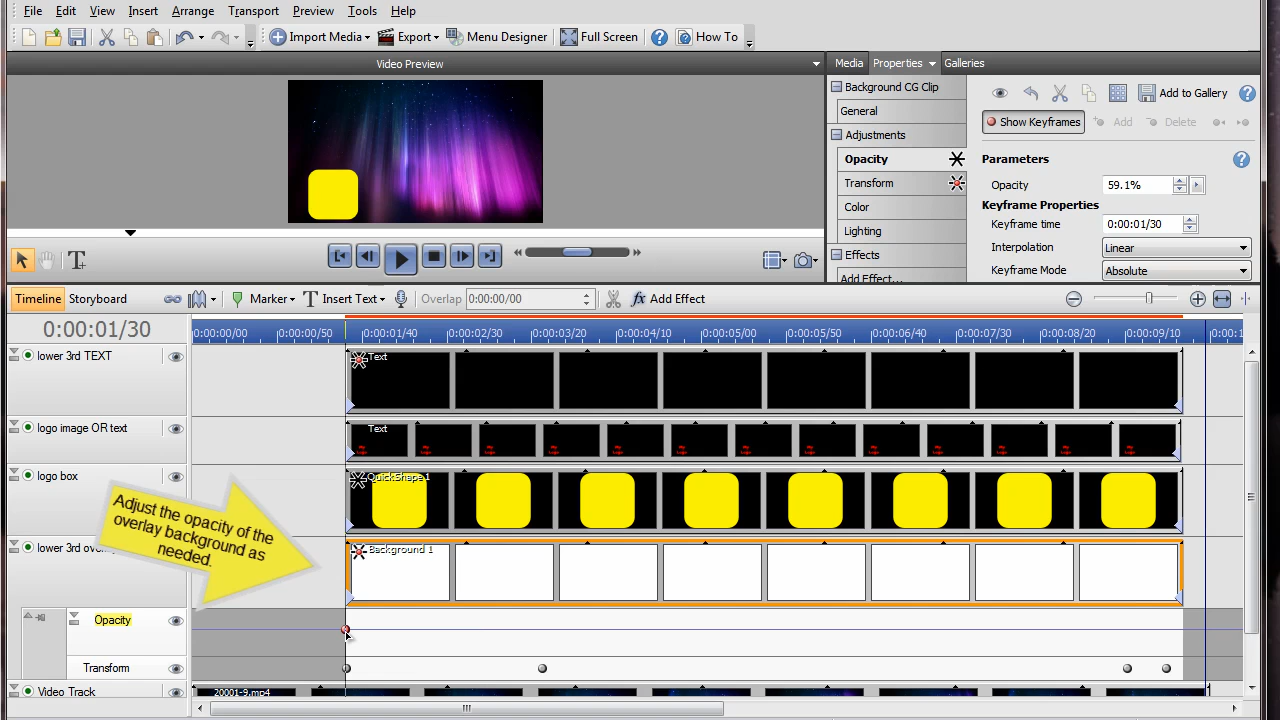 File Edit View Insert Arrange Transport Preview Tools Help
Import Media Export Menu Designer Full Screen How To
Video Preview
Media Properties Galleries
Background CG Clip
General
Adjustments
Opacity
Transform
Color
Lighting
Effects
Add Effect...
Add to Gallery
Show Keyframes Add Delete
Parameters
Opacity 59.1%
Keyframe Properties
Keyframe time 0:00:01/30
Interpolation Linear
Keyframe Mode Absolute
Timeline Storyboard Marker Insert Text Overlap 0:00:00/00 fx Add Effect
0:00:01/30
0:00:00/00 0:00:00/50 0:00:01/40 0:00:02/30 0:00:03/20 0:00:04/10 0:00:05/00 0:00:05/50 0:00:06/40 0:00:07/30 0:00:08/20 0:00:09/10
lower 3rd TEXT
Text
logo image OR text
Text
logo box
QuickShape 1
Adjust the opacity of the
overlay background as
needed.
lower 3rd
Background 1
Opacity
Transform
Video Track
20001-9.mp4